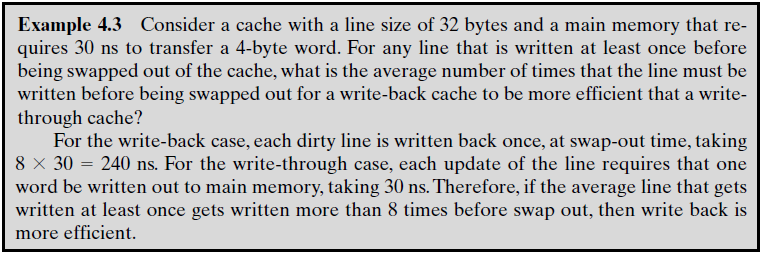 Example 4.3 Consider a cache with a line size of 32 bytes and a main memory that re-
quires 30 ns to transfer a 4-byte word. For any line that is written at least once before
being swapped out of the cache, what is the average number of times that the line must be
written before being swapped out for a write-back cache to be more efficient that a write-
through cache?
For the write-back case, each dirty line is written back once, at swap-out time, taking
8 × 30 = 240 ns. For the write-through case, each update of the line requires that one
word be written out to main memory, taking 30 ns. Therefore, if the average line that gets
written at least once gets written more than 8 times before swap out, then write back is
more efficient.